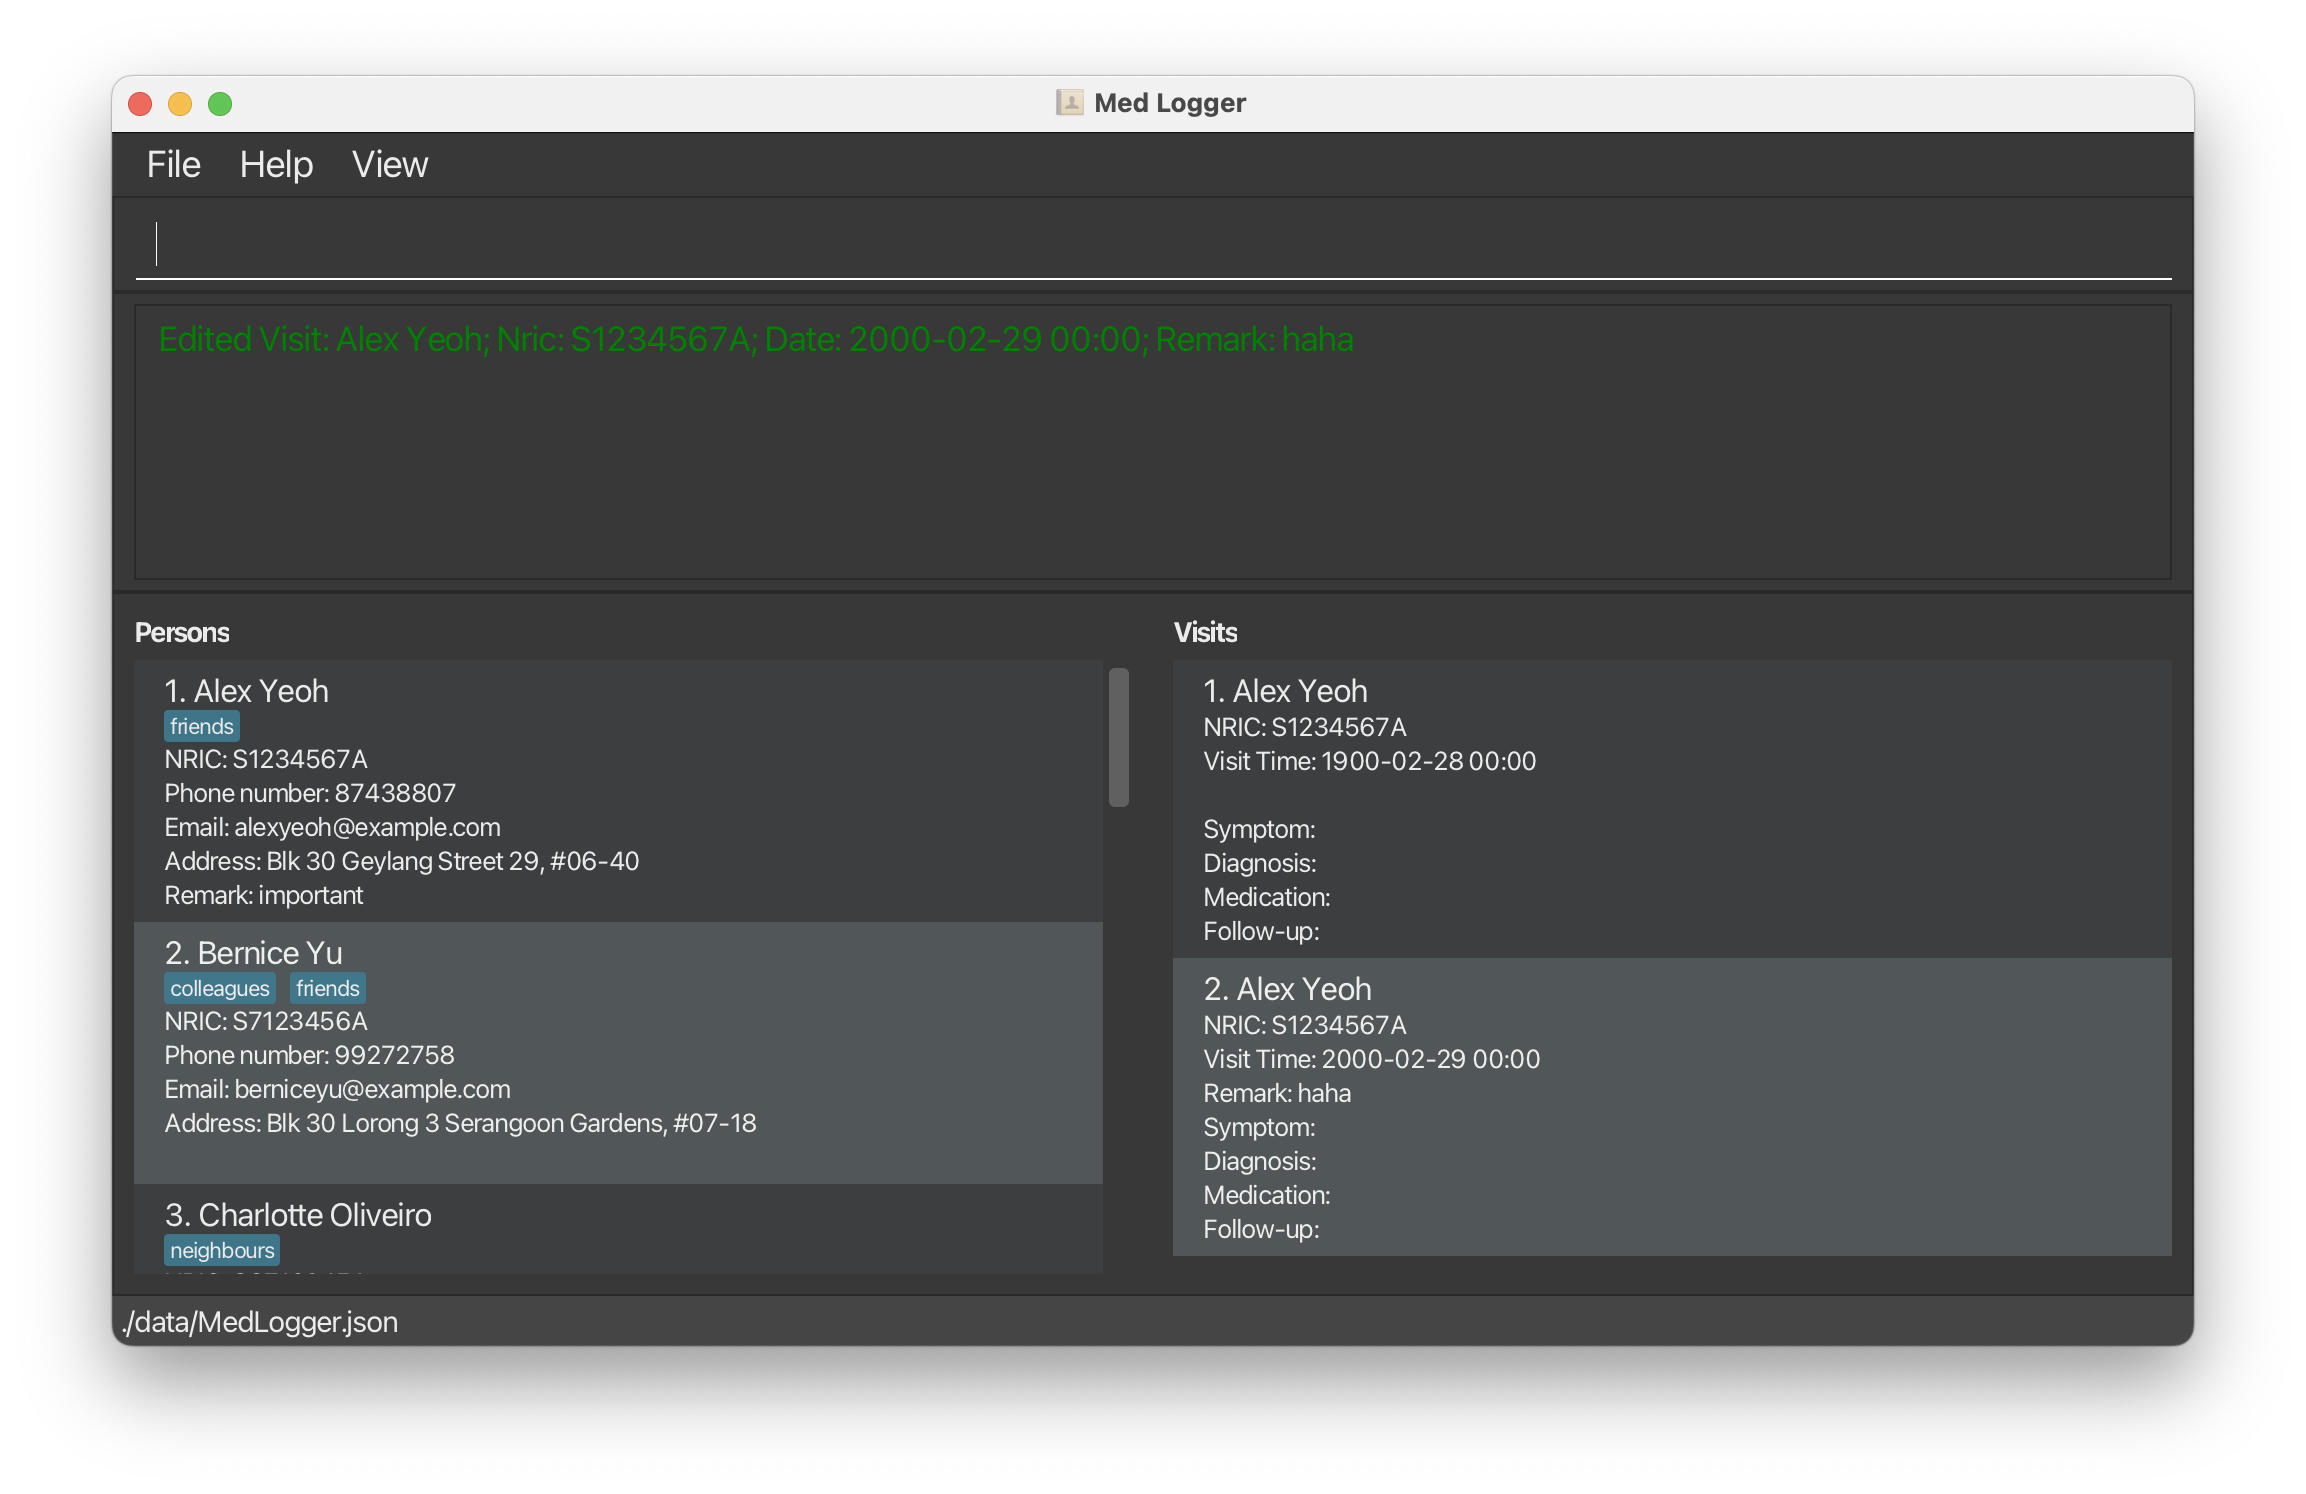 Med Logger
File Help View
Edited Visit: Alex Yeoh; Nric: S1234567A; Date: 2000-02-29 00:00; Remark: haha
Persons
1. Alex Yeoh
friends
NRIC: S1234567A
Phone number: 87438807
Email: alexyeoh@example.com
Address: Blk 30 Geylang Street 29, #06-40
Remark: important
2. Bernice Yu
colleagues friends
NRIC: S7123456A
Phone number: 99272758
Email: berniceyu@example.com
Address: Blk 30 Lorong 3 Serangoon Gardens, #07-18
3. Charlotte Oliveiro
neighbours
Visits
1. Alex Yeoh
NRIC: S1234567A
Visit Time: 1900-02-28 00:00
Symptom:
Diagnosis:
Medication:
Follow-up:
2. Alex Yeoh
NRIC: S1234567A
Visit Time: 2000-02-29 00:00
Remark: haha
Symptom:
Diagnosis:
Medication:
Follow-up:
./data/MedLogger.json